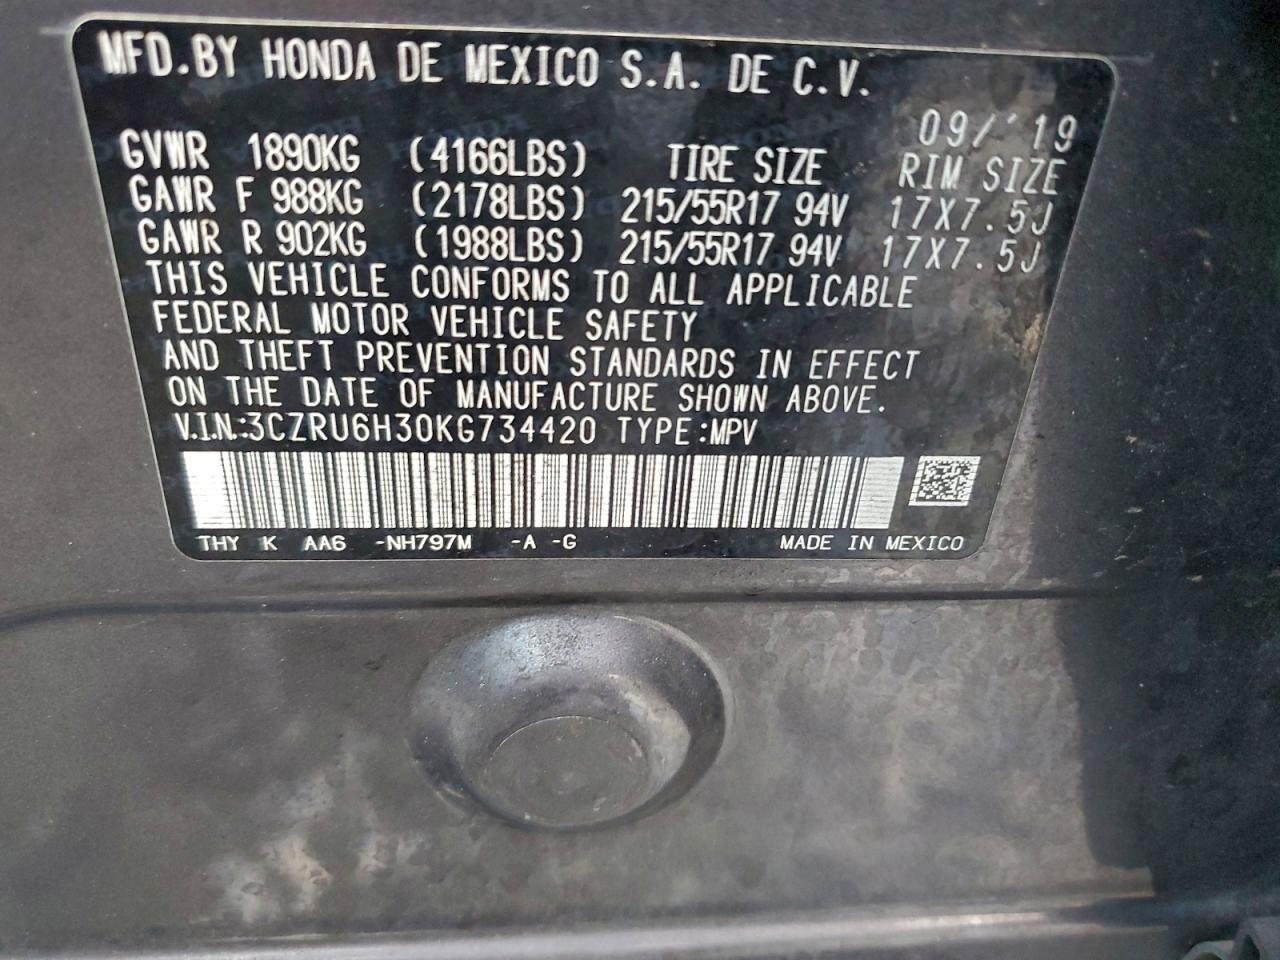 MFD.BY HONDA DE MEXICO S.A. DE C.V.
09/'19
GVWR 1890KG (4166LBS) TIRE SIZE RIM SIZE
GAWR F 988KG (2178LBS) 215/55R17 94V 17X7.5J
GAWR R 902KG (1988LBS) 215/55R17 94V 17X7.5J
THIS VEHICLE CONFORMS TO ALL APPLICABLE
FEDERAL MOTOR VEHICLE SAFETY
AND THEFT PREVENTION STANDARDS IN EFFECT
ON THE DATE OF MANUFACTURE SHOWN ABOVE.
V.I.N.:3CZRU6H30KG734420 TYPE:MPV
THY K AA6 -NH797M -A -G MADE IN MEXICO